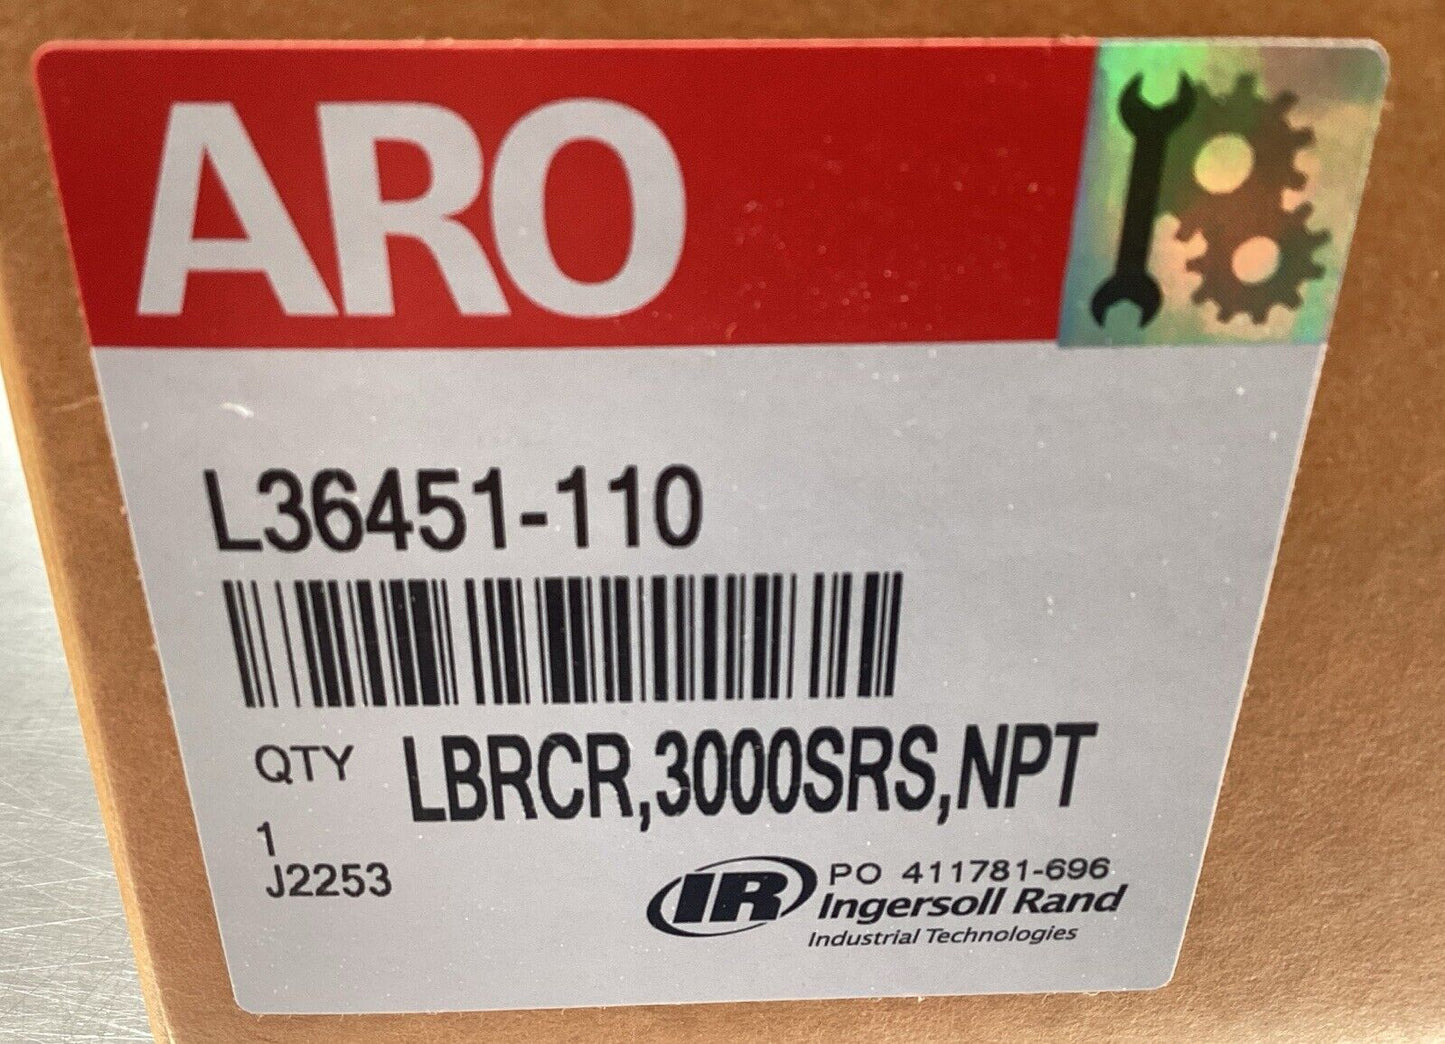 ARO
L36451-110
QTY LBRCR,3000SRS,NPT
1
J2253
IR PO 411781-696
Ingersoll Rand
Industrial Technologies